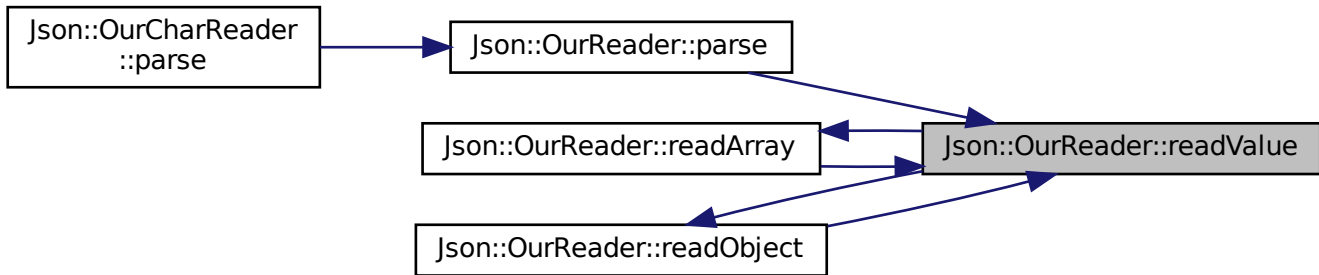 Json::OurCharReader
::parse
Json::OurReader::parse
Json::OurReader::readArray
Json::OurReader::readValue
Json::OurReader::readObject